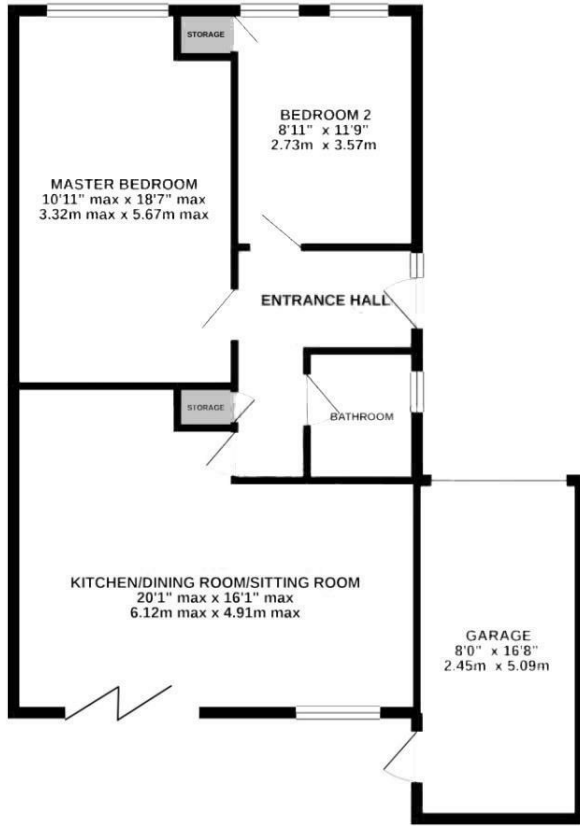 STORAGE
BEDROOM 2
8'11" x 11'9"
2.73m x 3.57m
MASTER BEDROOM
10'11" max x 18'7" max
3.32m max x 5.67m max
ENTRANCE HALL
STORAGE
BATHROOM
KITCHEN/DINING ROOM/SITTING ROOM
20'1" max x 16'1" max
6.12m max x 4.91m max
GARAGE
8'0" x 16'8"
2.45m x 5.09m